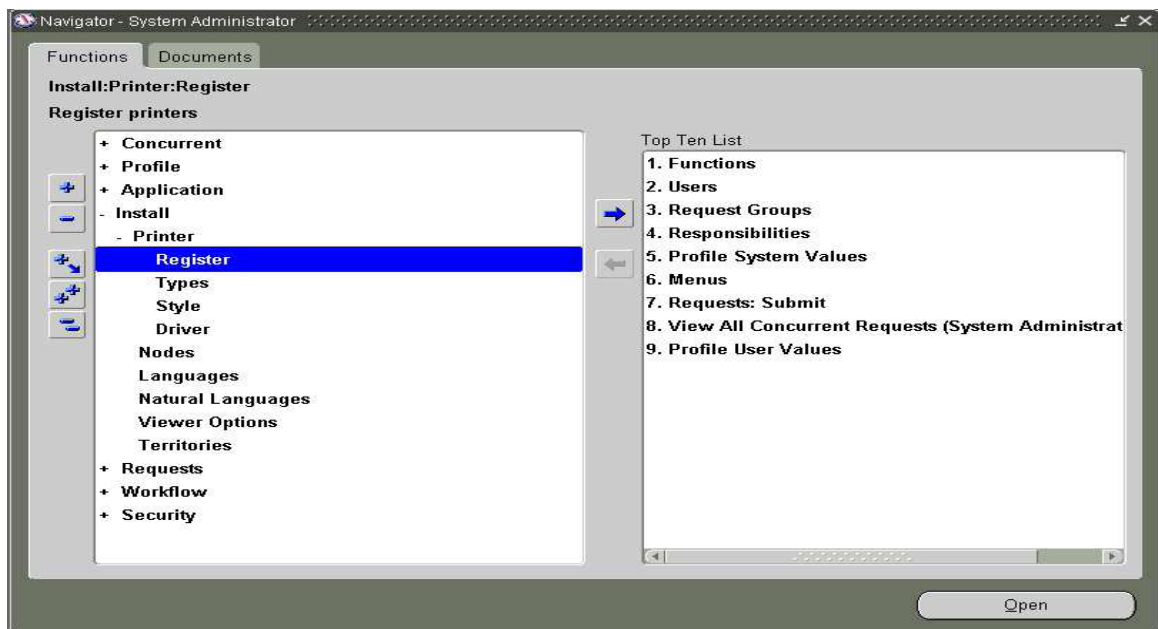 Navigator - System Administrator
Functions Documents
Install:Printer:Register
Register printers
+ Concurrent
+ Profile
+ Application
- Install
- Printer
Register
Types
Style
Driver
Nodes
Languages
Natural Languages
Viewer Options
Territories
+ Requests
+ Workflow
+ Security
Top Ten List
1. Functions
2. Users
3. Request Groups
4. Responsibilities
5. Profile System Values
6. Menus
7. Requests: Submit
8. View All Concurrent Requests (System Administrat
9. Profile User Values
Open